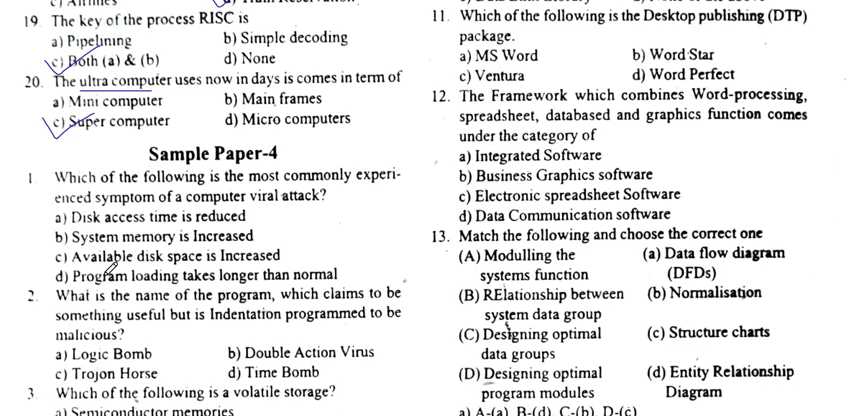 19. The key of the process RISC is
a) Pipelining b) Simple decoding
c) Both (a) & (b) d) None
20. The ultra computer uses now in days is comes in term of
a) Mini computer b) Main frames
c) Super computer d) Micro computers
Sample Paper-4
1. Which of the following is the most commonly experi-
enced symptom of a computer viral attack?
a) Disk access time is reduced
b) System memory is Increased
c) Available disk space is Increased
d) Program loading takes longer than normal
2. What is the name of the program, which claims to be
something useful but is Indentation programmed to be
malicious?
a) Logic Bomb b) Double Action Virus
c) Trojon Horse d) Time Bomb
3 Which of the following is a volatile storage?
a) Semiconductor memories
11. Which of the following is the Desktop publishing (DTP)
package.
a) MS Word b) Word Star
c) Ventura d) Word Perfect
12. The Framework which combines Word-processing,
spreadsheet, databased and graphics function comes
under the category of
a) Integrated Software
b) Business Graphics software
c) Electronic spreadsheet Software
d) Data Communication software
13. Match the following and choose the correct one
(A) Modulling the (a) Data flow diagram
systems function (DFDs)
(B) RElationship between (b) Normalisation
system data group
(C) Designing optimal (c) Structure charts
data groups
(D) Designing optimal (d) Entity Relationship
program modules Diagram
a) A-(a), B-(d), C-(b), D-(c)